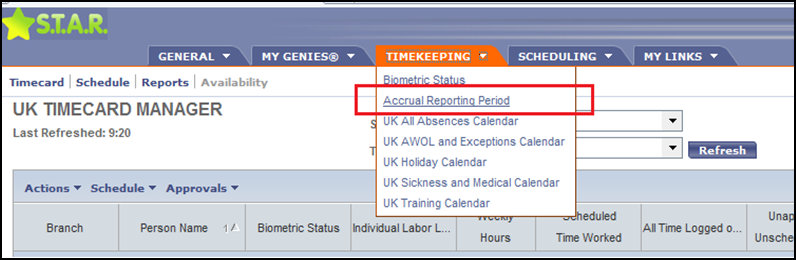 S.T.A.R.
GENERAL MY GENIES® TIMEKEEPING SCHEDULING MY LINKS
Timecard Schedule Reports Availability
Biometric Status
Accrual Reporting Period
UK All Absences Calendar
UK AWOL and Exceptions Calendar
UK Holiday Calendar
UK Sickness and Medical Calendar
UK Training Calendar
UK TIMECARD MANAGER
Last Refreshed: 9:20
S
T
Refresh
Actions Schedule Approvals
Branch Person Name 1 Biometric Status Individual Labor L... Weekly Hours Scheduled Time Worked All Time Logged o... Unap Unsche